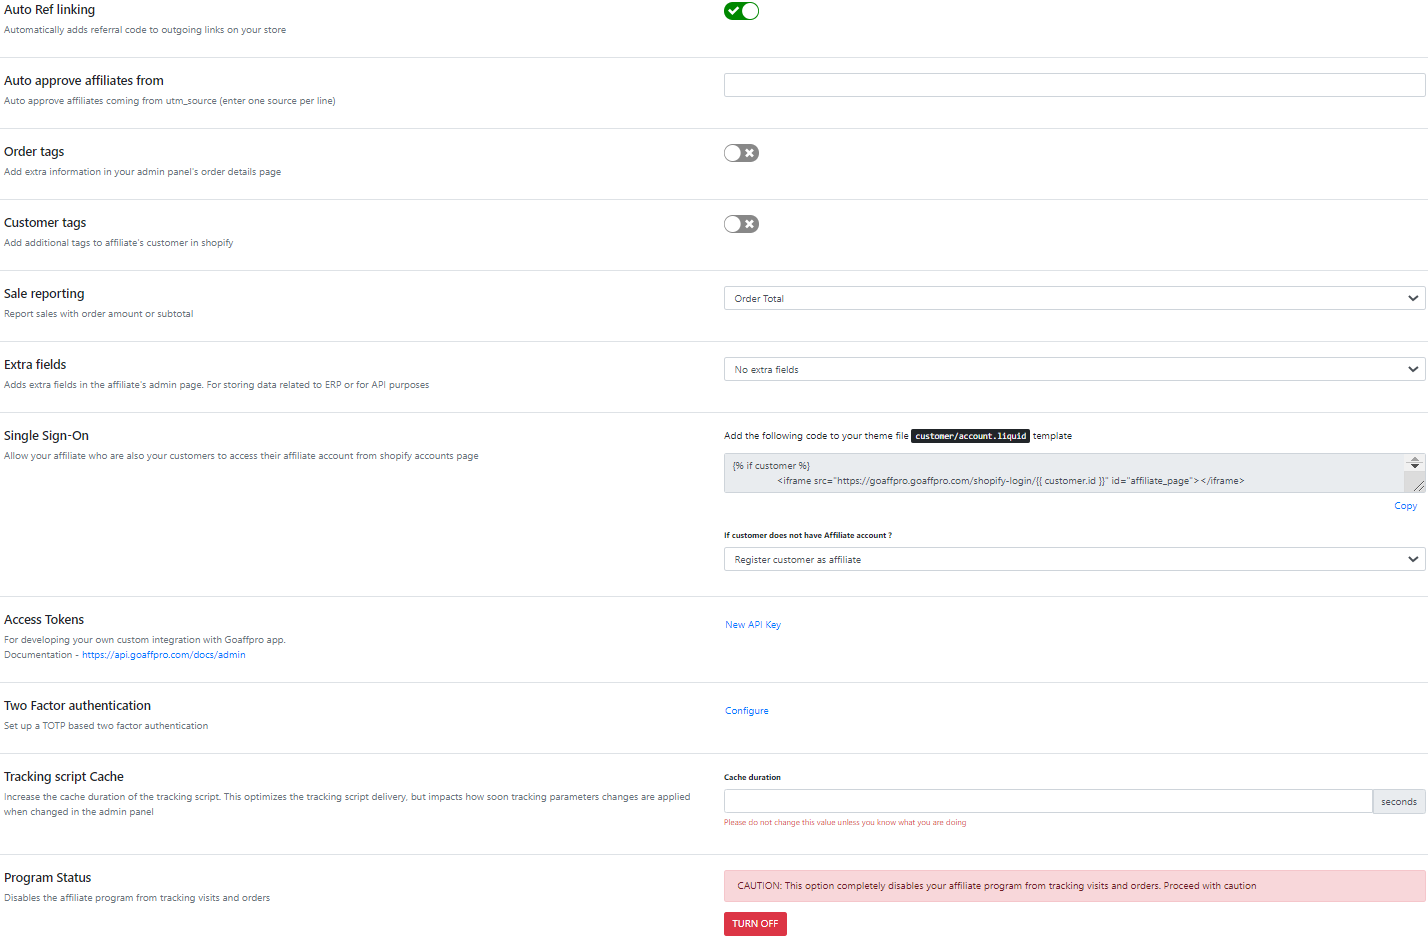 Auto Ref linking
Automatically adds referral code to outgoing links on your store
Auto approve affiliates from
Auto approve affiliates coming from utm_source (enter one source per line)
Order tags
Add extra information in your admin panel's order details page
Customer tags
Add additional tags to affiliate's customer in shopify
Sale reporting
Report sales with order amount or subtotal
Order Total
Extra fields
Adds extra fields in the affiliate's admin page. For storing data related to ERP or for API purposes
No extra fields
Single Sign-On
Allow your affiliate who are also your customers to access their affiliate account from shopify accounts page
Add the following code to your theme file customer/account.liquid template
{% if customer %}
<iframe src="https://goaffpro.goaffpro.com/shopify-login/{{ customer.id }}" id="affiliate_page"></iframe>
Copy
If customer does not have Affiliate account ?
Register customer as affiliate
Access Tokens
For developing your own custom integration with Goaffpro app.
Documentation - https://api.goaffpro.com/docs/admin
New API Key
Two Factor authentication
Set up a TOTP based two factor authentication
Configure
Tracking script Cache
Increase the cache duration of the tracking script. This optimizes the tracking script delivery, but impacts how soon tracking parameters changes are applied
when changed in the admin panel
Cache duration
seconds
Please do not change this value unless you know what you are doing
Program Status
Disables the affiliate program from tracking visits and orders
CAUTION: This option completely disables your affiliate program from tracking visits and orders. Proceed with caution
TURN OFF